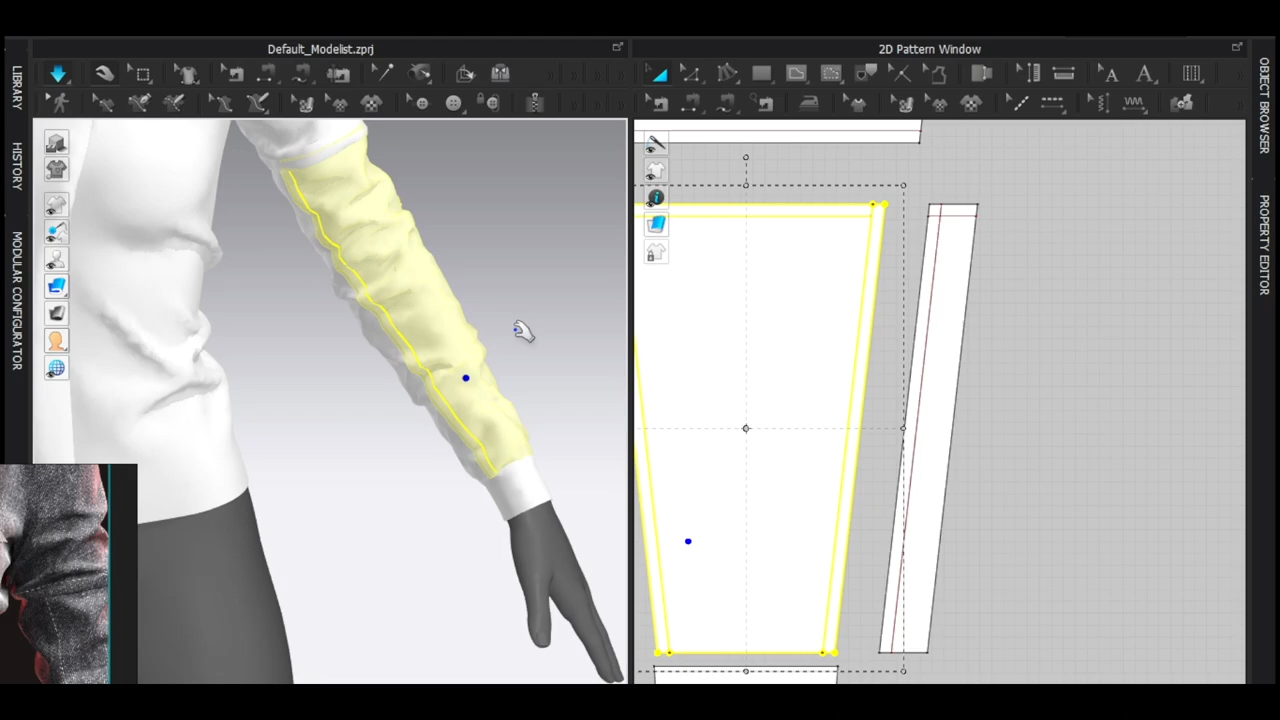 Default_Modelist.zprj
2D Pattern Window
LIBRARY
HISTORY
MODULAR CONFIGURATOR
OBJECT BROWSER
PROPERTY EDITOR